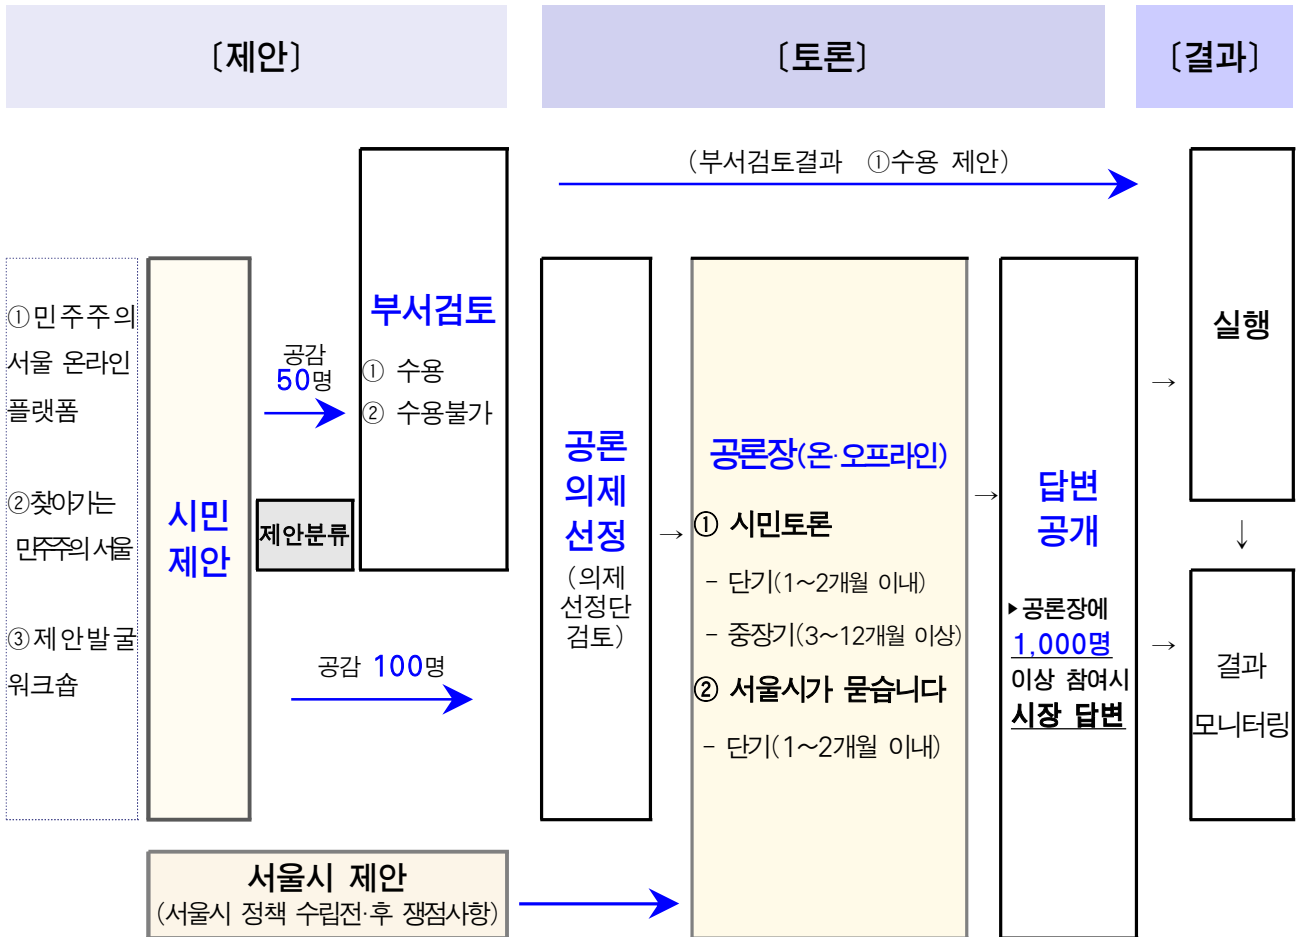 〔제안〕
〔토론〕
〔결과〕
(부서검토결과 ①수용 제안)
①민주주의
서울 온라인
플랫폼
②찾아가는
민주주의 서울
③제안발굴
워크숍
시민
제안
공감
50명
제안분류
공감 100명
부서검토
① 수용
② 수용불가
공론
의제
선정
(의제
선정단
검토)
→
공론장(온·오프라인)
① 시민토론
- 단기(1~2개월 이내)
- 중장기(3~12개월 이상)
② 서울시가 묻습니다
- 단기(1~2개월 이내)
→
답변
공개
▸공론장에
1,000명
이상 참여시
시장 답변
→
→
실행
↓
결과
모니터링
서울시 제안
(서울시 정책 수립전·후 쟁점사항)